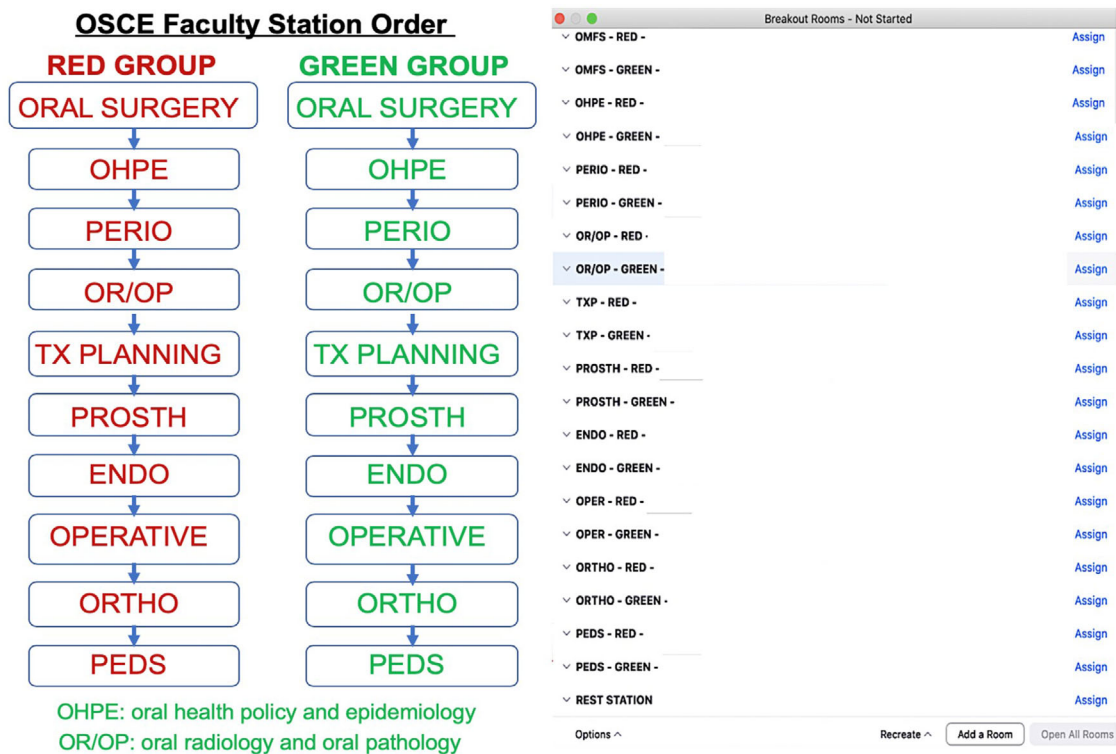 OSCE Faculty Station Order
RED GROUP
ORAL SURGERY
OHPE
PERIO
OR/OP
TX PLANNING
PROSTH
ENDO
OPERATIVE
ORTHO
PEDS
GREEN GROUP
ORAL SURGERY
OHPE
PERIO
OR/OP
TX PLANNING
PROSTH
ENDO
OPERATIVE
ORTHO
PEDS
OHPE: oral health policy and epidemiology
OR/OP: oral radiology and oral pathology
Breakout Rooms - Not Started
OMFS - RED - Assign
OMFS - GREEN - Assign
OHPE - RED - Assign
OHPE - GREEN - Assign
PERIO - RED - Assign
PERIO - GREEN - Assign
OR/OP - RED - Assign
OR/OP - GREEN - Assign
TXP - RED - Assign
TXP - GREEN - Assign
PROSTH - RED - Assign
PROSTH - GREEN - Assign
ENDO - RED - Assign
ENDO - GREEN - Assign
OPER - RED - Assign
OPER - GREEN - Assign
ORTHO - RED - Assign
ORTHO - GREEN - Assign
PEDS - RED - Assign
PEDS - GREEN - Assign
REST STATION Assign
Options Recreate Add a Room Open All Rooms